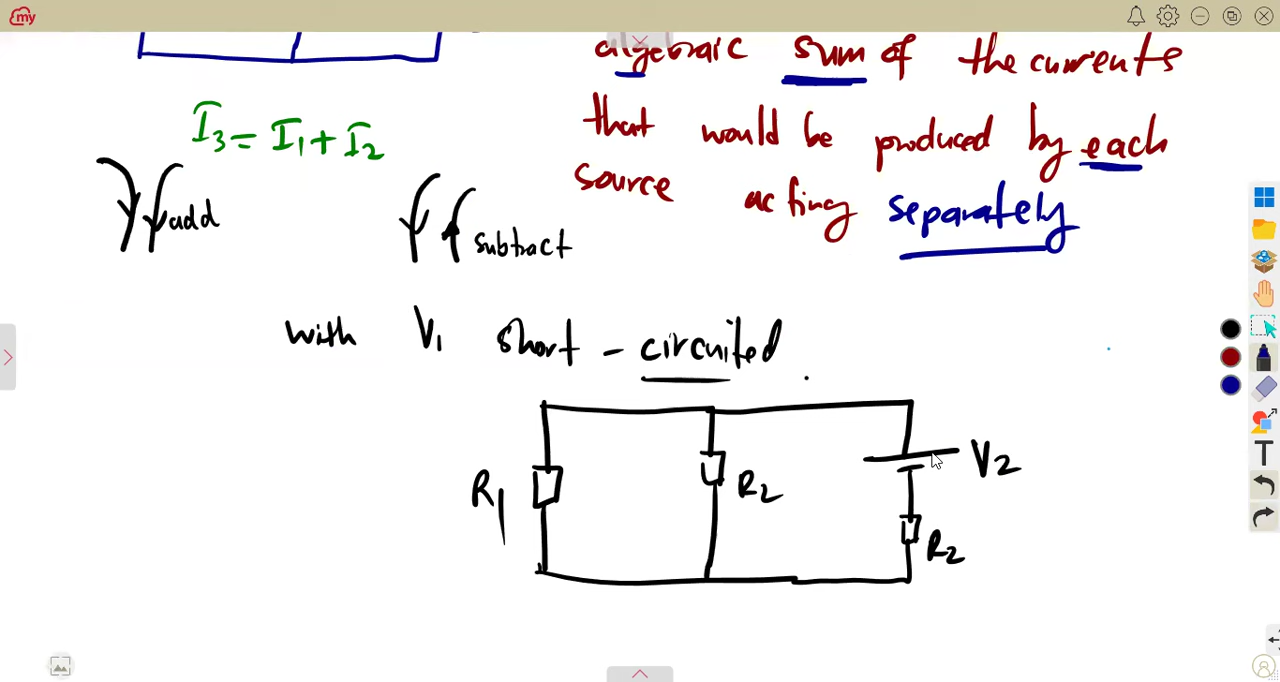 my
algebraic sum of the currents
that would be produced by each
source acting separately
I3 = I1 + I2
add
subtract
with V1 short - circuited
R1
R2
V2
R2
T